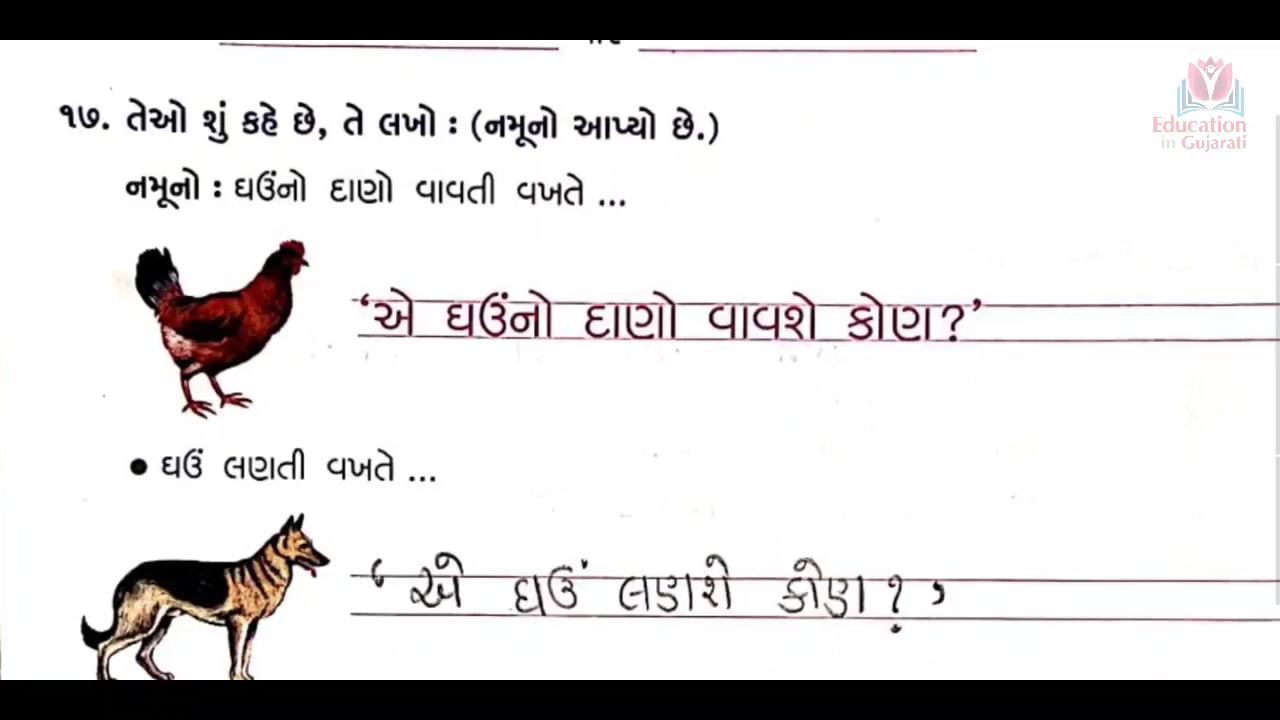 ૧૭. તેઓ શું કહે છે, તે લખો : (નમૂનો આપ્યો છે.)
Education
in Gujarati
નમૂનો : ઘઉંનો દાણો વાવતી વખતે ...
‘એ ઘઉંનો દાણો વાવશે કોણ?’
● ઘઉં લણતી વખતે ...
‘એ ઘઉં લણશે કોણ?’